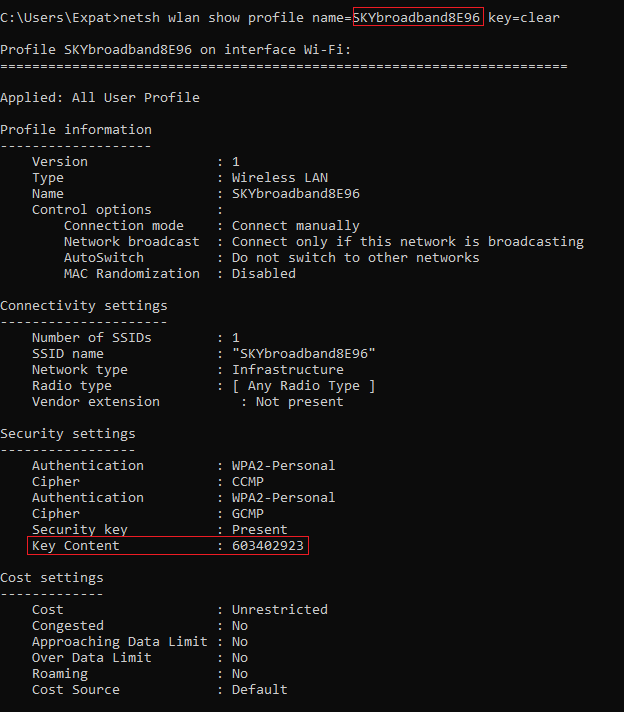 C:\Users\Expat>netsh wlan show profile name=SKYbroadband8E96 key=clear
Profile SKYbroadband8E96 on interface Wi-Fi:
=======================================================================
Applied: All User Profile
Profile information
-------------------
Version : 1
Type : Wireless LAN
Name : SKYbroadband8E96
Control options :
Connection mode : Connect manually
Network broadcast : Connect only if this network is broadcasting
AutoSwitch : Do not switch to other networks
MAC Randomization : Disabled
Connectivity settings
---------------------
Number of SSIDs : 1
SSID name : "SKYbroadband8E96"
Network type : Infrastructure
Radio type : [ Any Radio Type ]
Vendor extension : Not present
Security settings
-----------------
Authentication : WPA2-Personal
Cipher : CCMP
Authentication : WPA2-Personal
Cipher : GCMP
Security key : Present
Key Content : 603402923
Cost settings
-------------
Cost : Unrestricted
Congested : No
Approaching Data Limit : No
Over Data Limit : No
Roaming : No
Cost Source : Default